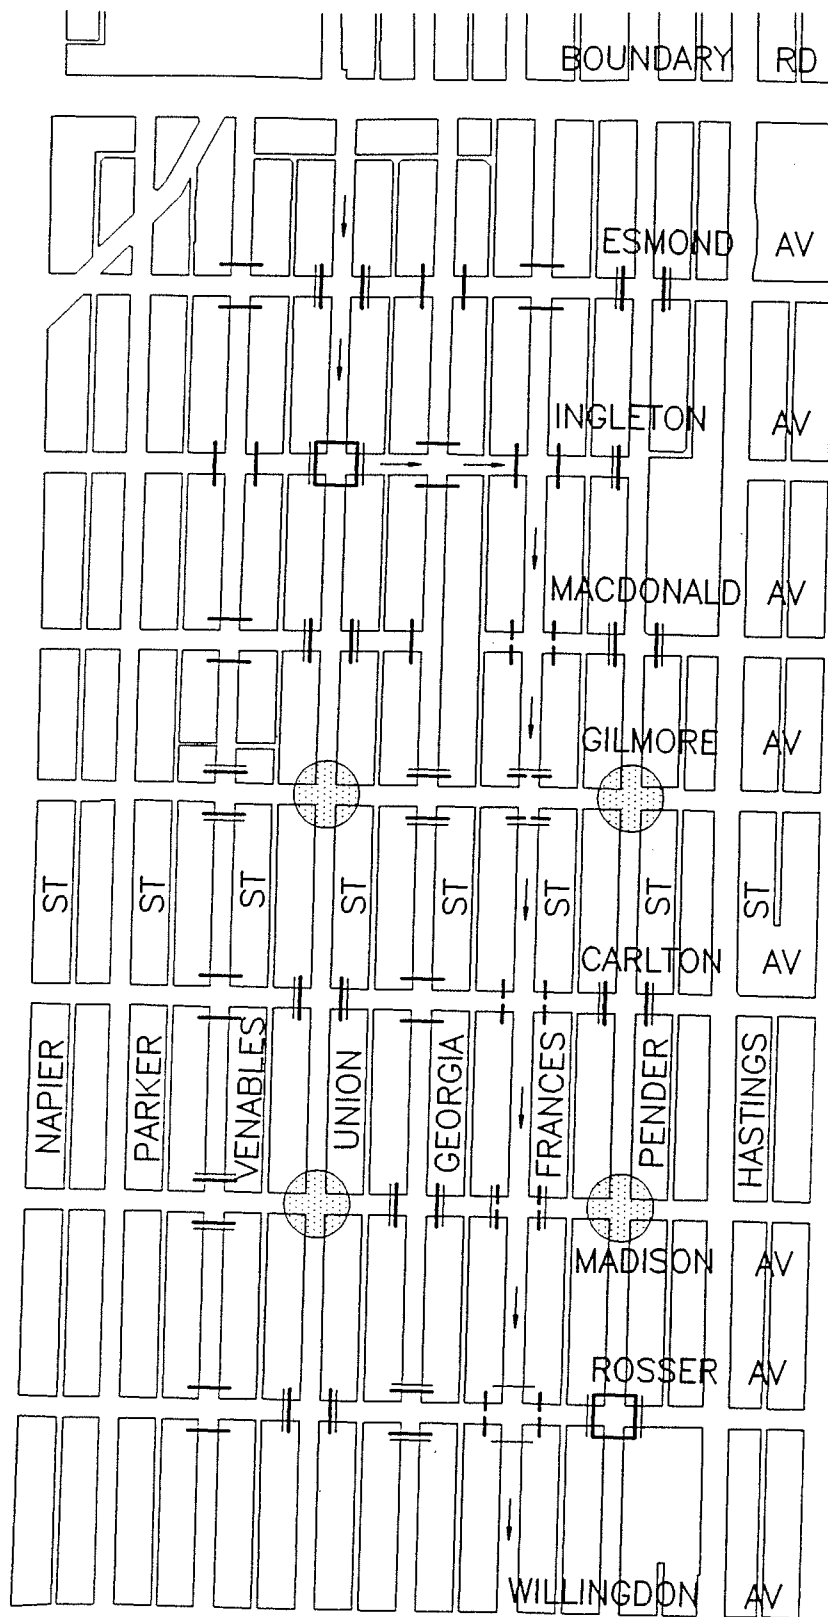 BOUNDARY RD
ESMOND AV
INGLETON AV
MACDONALD AV
GILMORE AV
ST ST ST ST ST ST ST ST
CARLTON AV
NAPIER PARKER VENABLES UNION GEORGIA FRANCES PENDER HASTINGS
MADISON AV
ROSSER AV
WILLINGDON AV